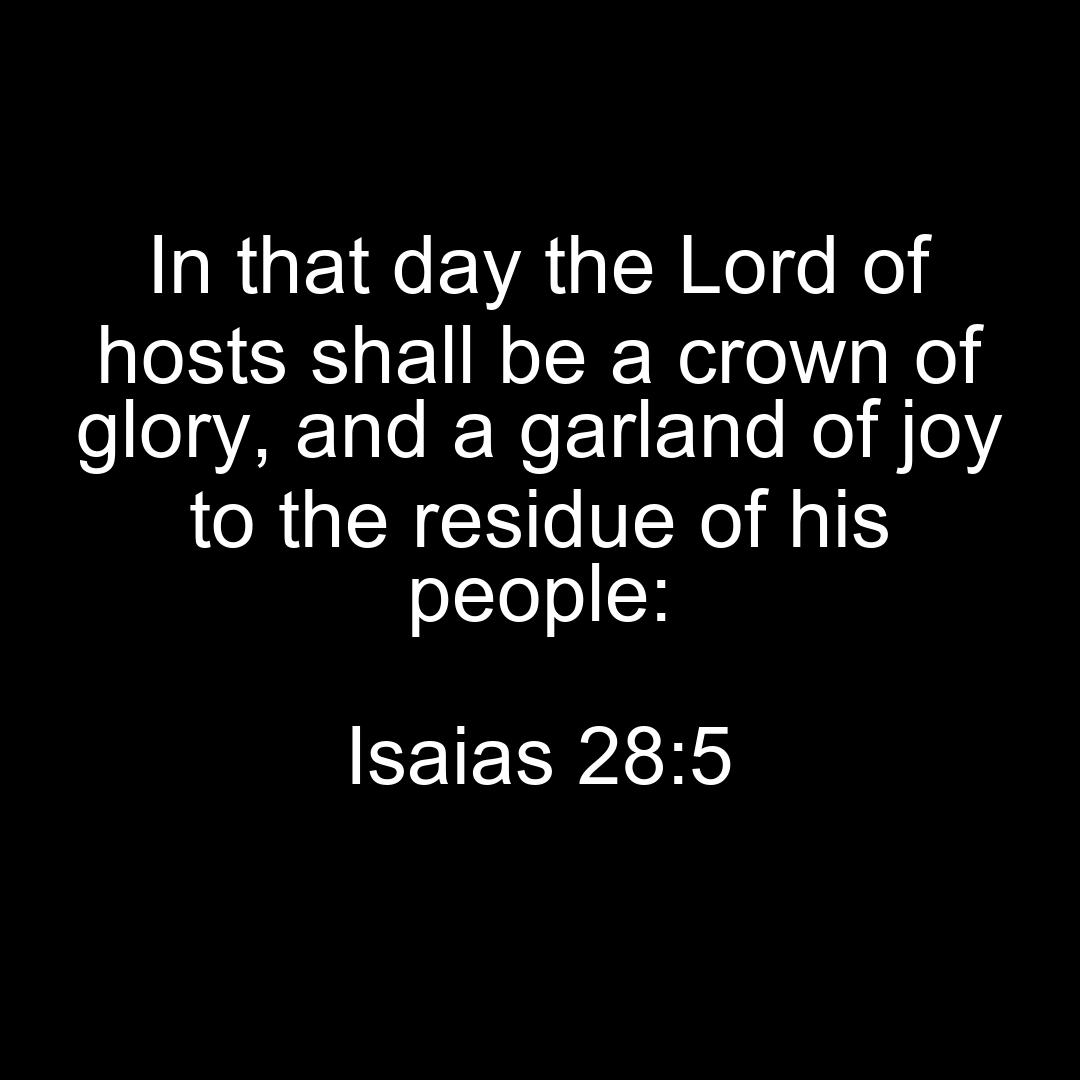 In that day the Lord of
hosts shall be a crown of
glory, and a garland of joy
to the residue of his
people:
Isaias 28:5